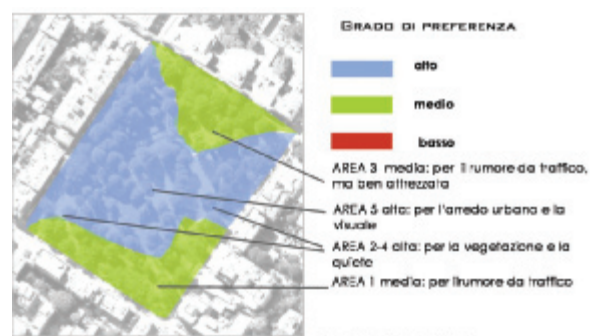 GRADO DI PREFERENZA
alto
medio
basso
AREA 3 media: per il rumore da traffico,
ma ben attrezzata
AREA 5 alta: per l'arredo urbano e la
visuale
AREA 2-4 alta: per la vegetazione e la
quiete
AREA 1 media: per ilrumore da traffico